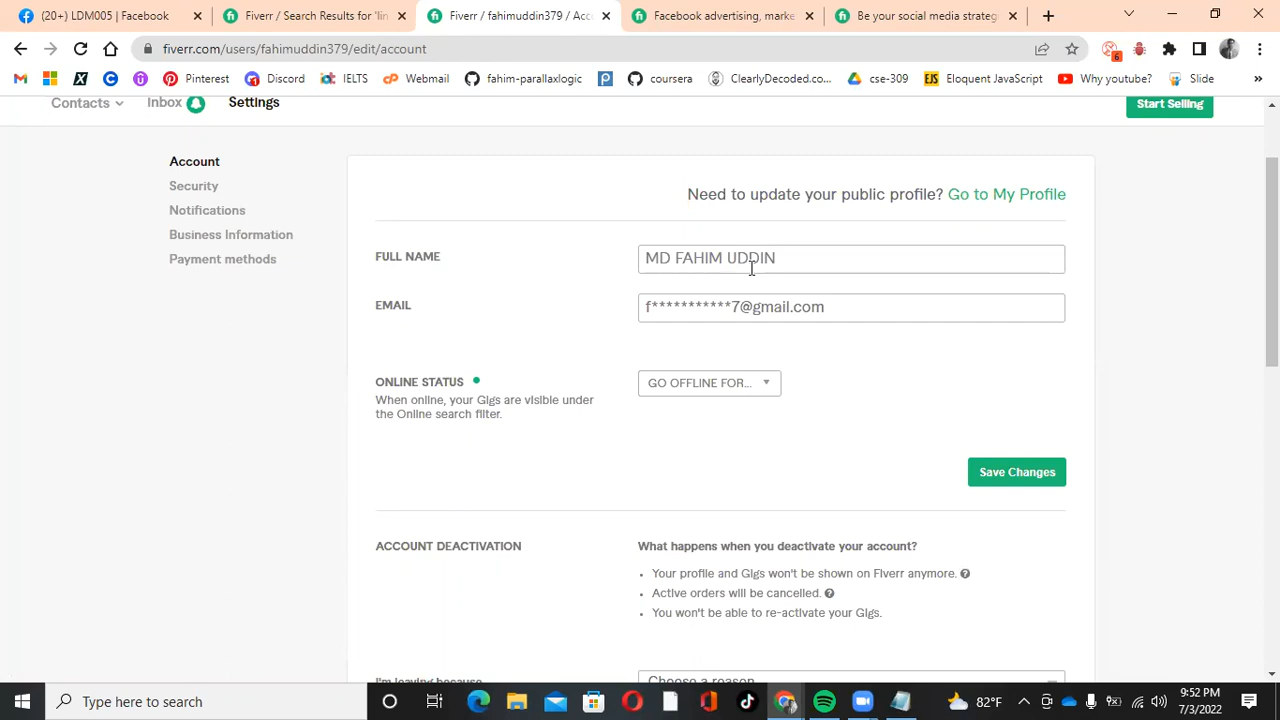 (20+) LDM005 | Facebook
Fiverr / Search Results for "lin
Fiverr / fahimuddin379 / Acc
Facebook advertising, marke
Be your social media strateg
fiverr.com/users/fahimuddin379/edit/account
6
Pinterest
Discord
IELTS
Webmail
fahim-parallaxlogic
coursera
ClearlyDecoded.co...
cse-309
EJS
Eloquent JavaScript
Why youtube?
Slide
»
Contacts
Inbox
Settings
Start Selling
Account
Security
Notifications
Business Information
Payment methods
Need to update your public profile? Go to My Profile
FULL NAME
MD FAHIM UDDIN
EMAIL
f***********7@gmail.com
ONLINE STATUS
GO OFFLINE FOR...
When online, your Gigs are visible under
the Online search filter.
Save Changes
ACCOUNT DEACTIVATION
What happens when you deactivate your account?
• Your profile and Gigs won't be shown on Fiverr anymore.
• Active orders will be cancelled.
• You won't be able to re-activate your Gigs.
I'm leaving because
Choose a reason
Type here to search
82°F
9:52 PM
7/3/2022